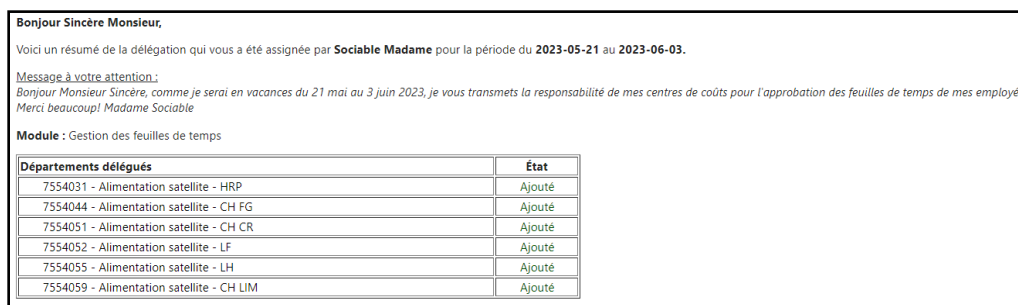 Bonjour Sincère Monsieur,
Voici un résumé de la délégation qui vous a été assignée par Sociable Madame pour la période du 2023-05-21 au 2023-06-03.
Message à votre attention :
Bonjour Monsieur Sincère, comme je serai en vacances du 21 mai au 3 juin 2023, je vous transmets la responsabilité de mes centres de coûts pour l'approbation des feuilles de temps de mes employé
Merci beaucoup! Madame Sociable
Module : Gestion des feuilles de temps
Départements délégués État
7554031 - Alimentation satellite - HRP Ajouté
7554044 - Alimentation satellite - CH FG Ajouté
7554051 - Alimentation satellite - CH CR Ajouté
7554052 - Alimentation satellite - LF Ajouté
7554055 - Alimentation satellite - LH Ajouté
7554059 - Alimentation satellite - CH LIM Ajouté